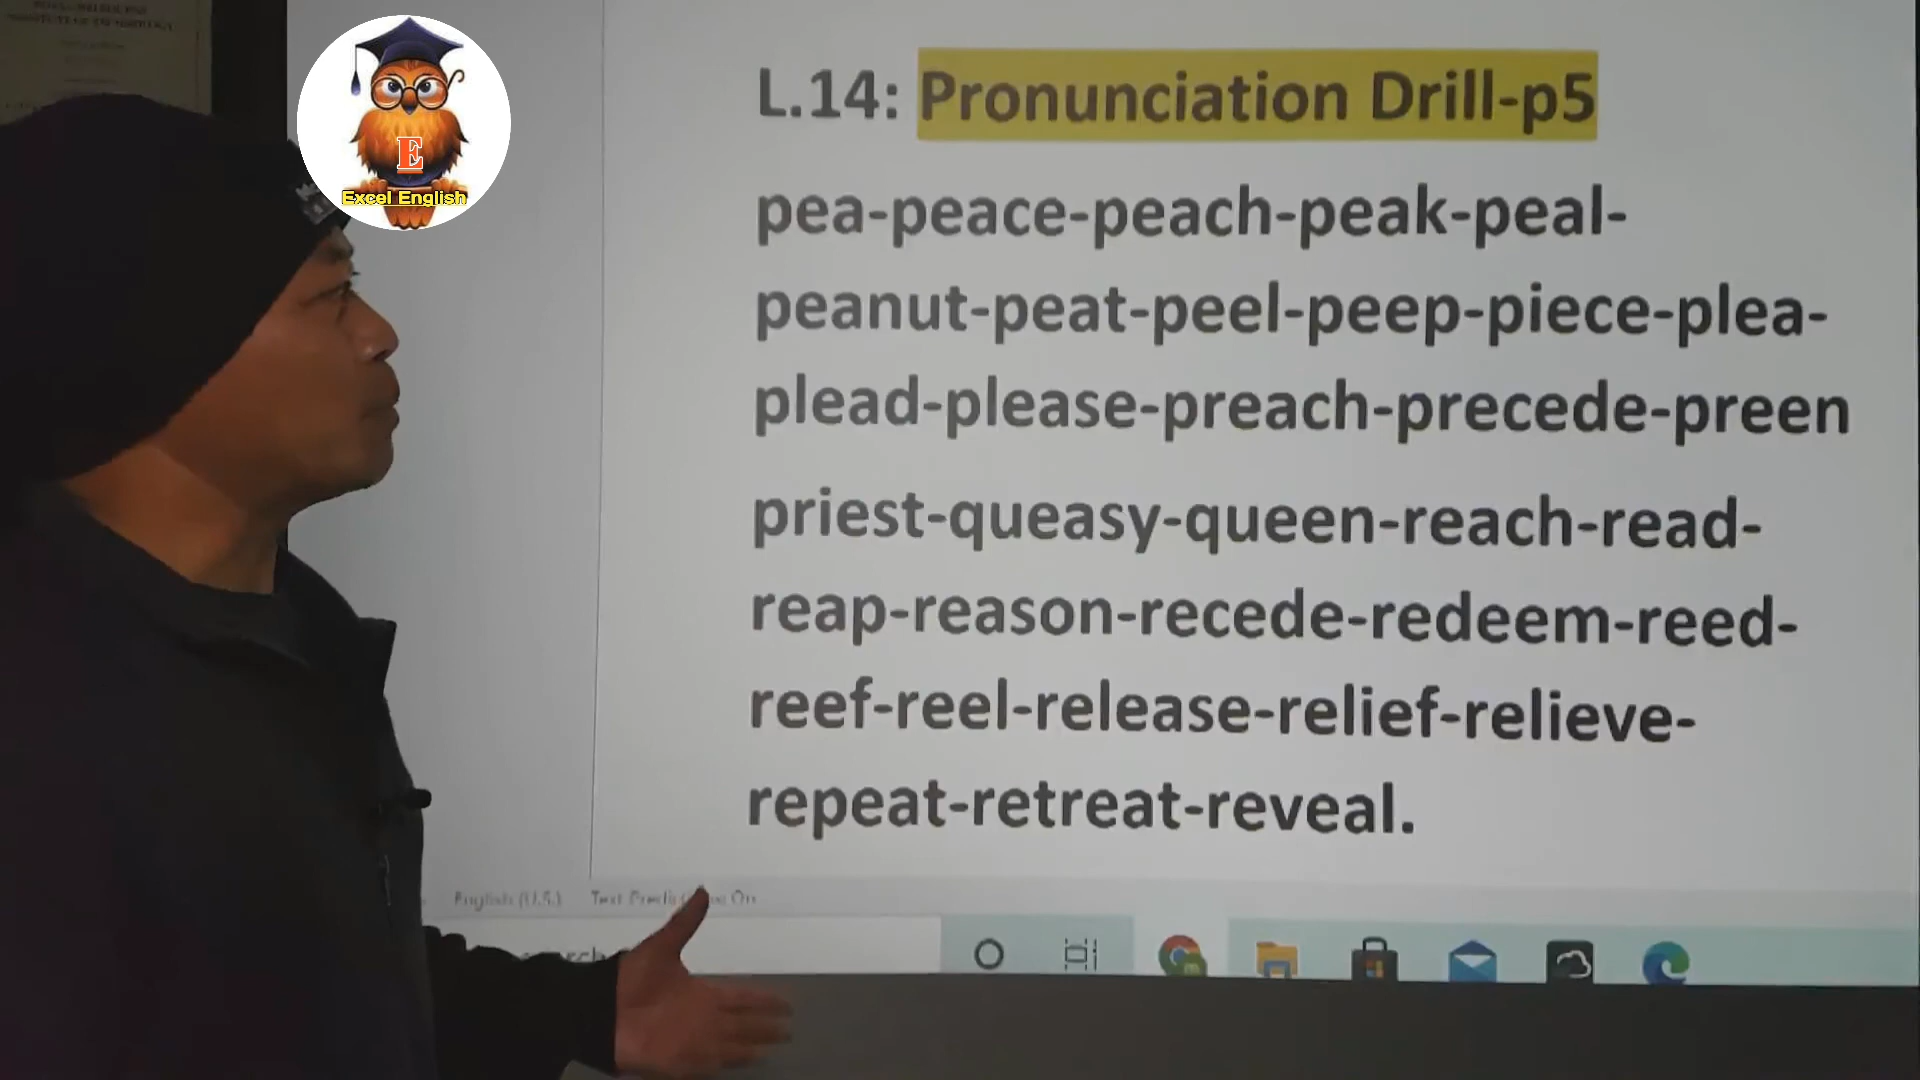 E
Excel English
L.14: Pronunciation Drill-p5
pea-peace-peach-peak-peal-
peanut-peat-peel-peep-piece-plea-
plead-please-preach-precede-preen
priest-queasy-queen-reach-read-
reap-reason-recede-redeem-reed-
reef-reel-release-relief-relieve-
repeat-retreat-reveal.
English (U.S.) Text On